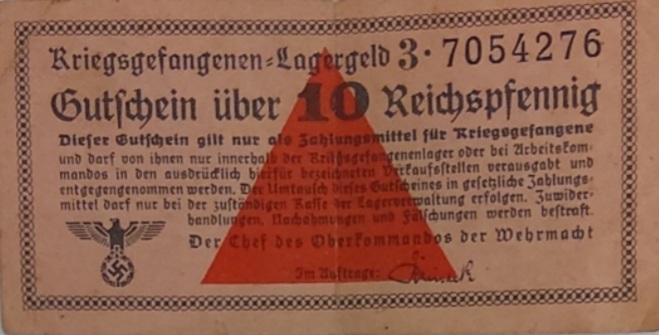 Kriegsgefangenen-Lagergeld 3·7054276
Gutschein über 10 Reichspfennig
Dieser Gutschein gilt nur als Zahlungsmittel für Kriegsgefangene
und darf von ihnen nur innerhalb der Kriegsgefangenenlager oder bei Arbeitskom-
mandos in den ausdrücklich hierfür bezeichneten Verkaufsstellen verausgabt und
entgegengenommen werden. Der Umtausch dieses Gutscheines in gesetzliche Zahlungs-
mittel darf nur bei der zuständigen Kasse der Lagerverwaltung erfolgen. Zuwider-
handlungen, Nachahmungen und Fälschungen werden bestraft.
Der Chef des Oberkommandos der Wehrmacht
Im Auftrage: